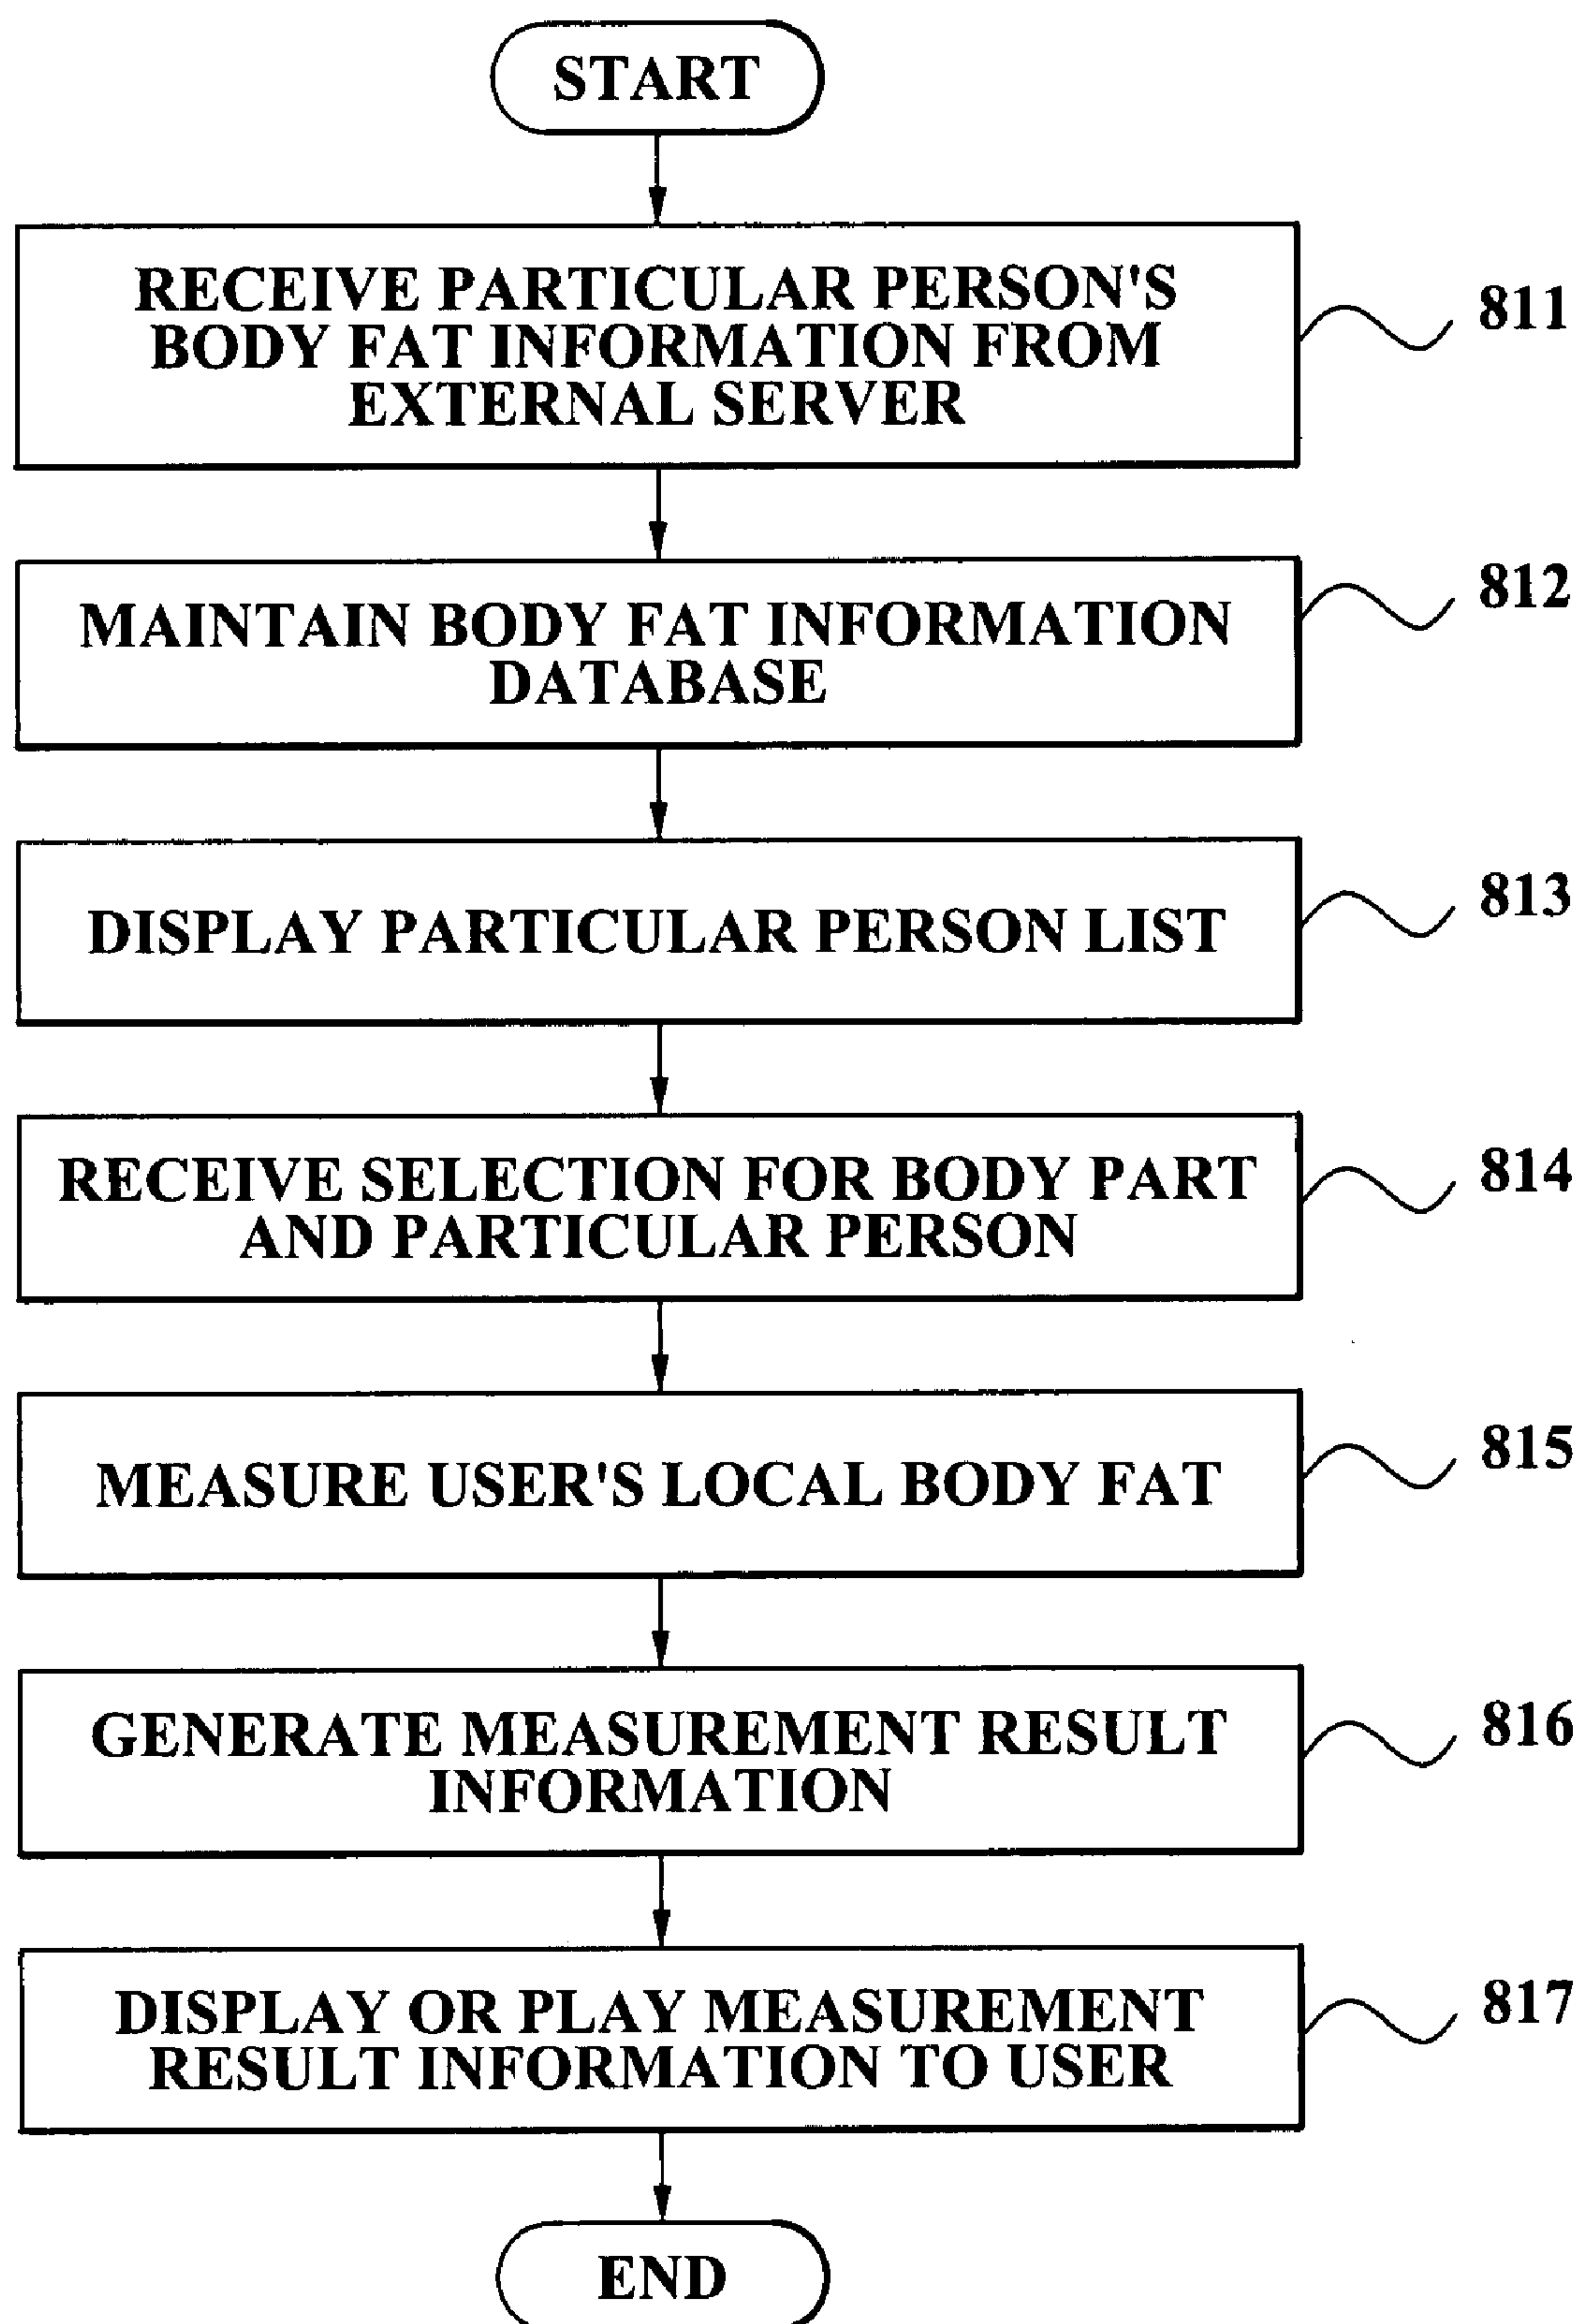 START
RECEIVE PARTICULAR PERSON'S
BODY FAT INFORMATION FROM
EXTERNAL SERVER
811
MAINTAIN BODY FAT INFORMATION
DATABASE
812
DISPLAY PARTICULAR PERSON LIST
813
RECEIVE SELECTION FOR BODY PART
AND PARTICULAR PERSON
814
MEASURE USER'S LOCAL BODY FAT
815
GENERATE MEASUREMENT RESULT
INFORMATION
816
DISPLAY OR PLAY MEASUREMENT
RESULT INFORMATION TO USER
817
END